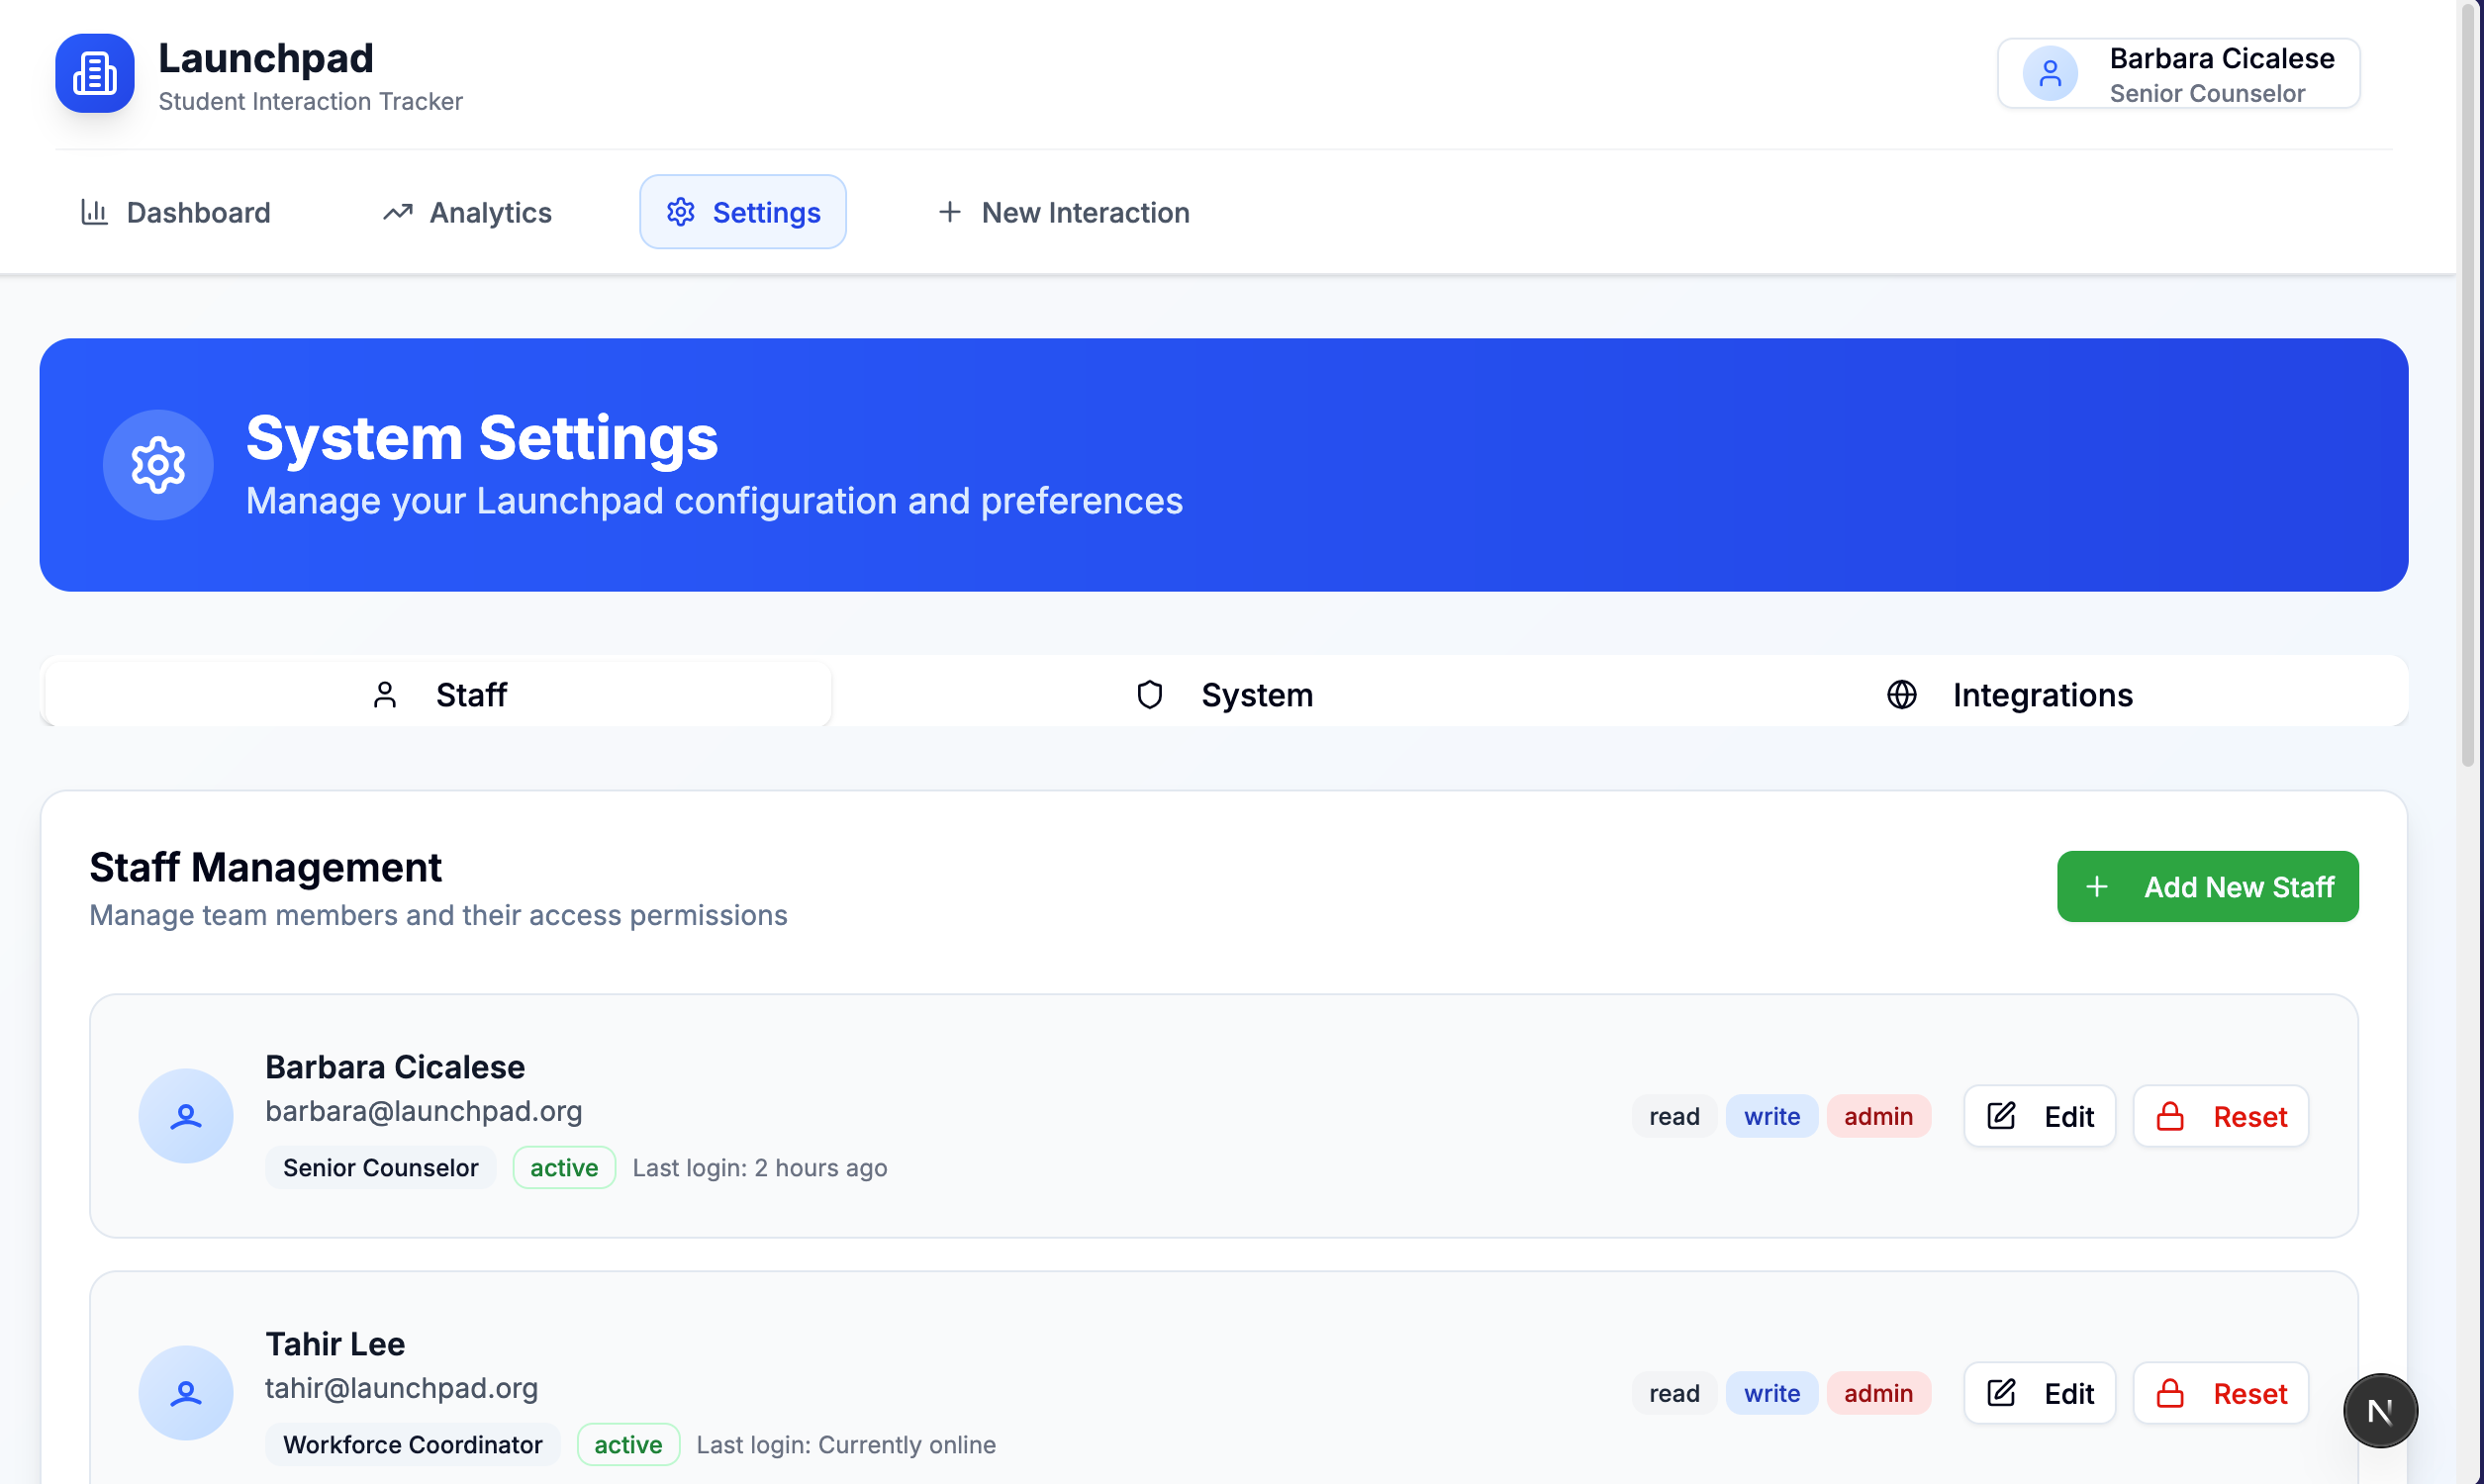 Launchpad
Student Interaction Tracker
Barbara Cicalese
Senior Counselor
Dashboard
Analytics
Settings
New Interaction
System Settings
Manage your Launchpad configuration and preferences
Staff
System
Integrations
Staff Management
Manage team members and their access permissions
Add New Staff
Barbara Cicalese
barbara@launchpad.org
Senior Counselor active Last login: 2 hours ago
read write admin Edit Reset
Tahir Lee
tahir@launchpad.org
Workforce Coordinator active Last login: Currently online
read write admin Edit Reset
N